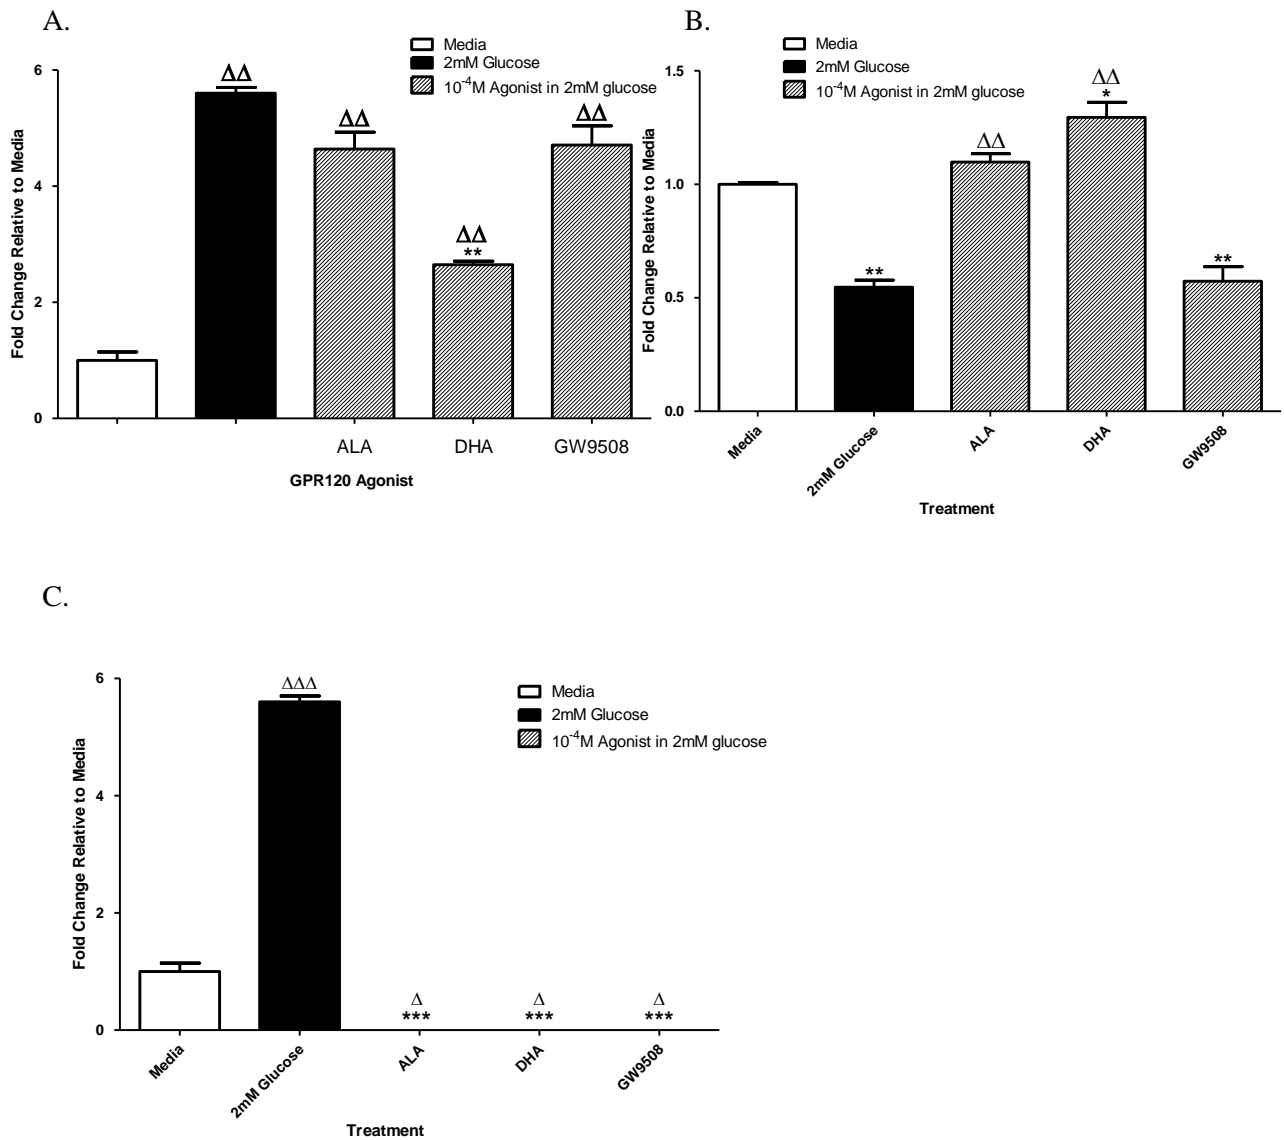 A.
Media
2mM Glucose
10⁻⁴M Agonist in 2mM glucose
Fold Change Relative to Media
6
4
2
0
ΔΔ
ΔΔ
ΔΔ
**
ΔΔ
ALA DHA GW9508
GPR120 Agonist
B.
Media
2mM Glucose
10⁻⁴M Agonist in 2mM glucose
Fold Change Relative to Media
1.5
1.0
0.5
0.0
**
ΔΔ
ΔΔ
*
**
Media 2mM Glucose ALA DHA GW9508
Treatment
C.
Media
2mM Glucose
10⁻⁴M Agonist in 2mM glucose
Fold Change Relative to Media
6
4
2
0
ΔΔΔ
Δ Δ Δ
*** *** ***
Media 2mM Glucose ALA DHA GW9508
Treatment